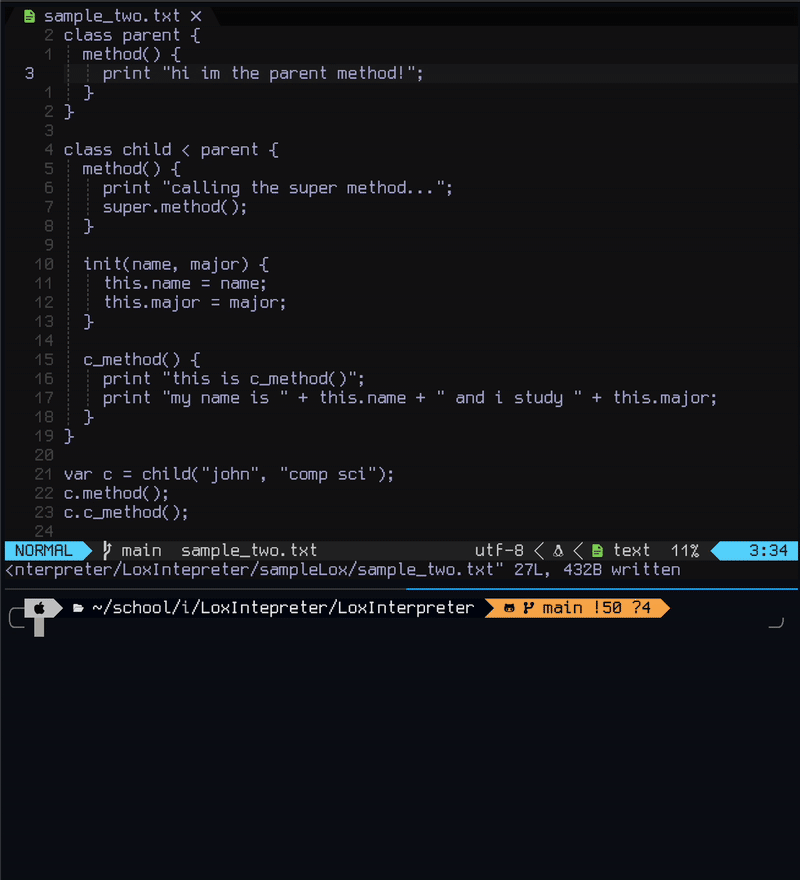 sample_two.txt ×
2 class parent {
1 method() {
3 print "hi im the parent method!";
1 }
2 }
3
4 class child < parent {
5 method() {
6 print "calling the super method...";
7 super.method();
8 }
9
10 init(name, major) {
11 this.name = name;
12 this.major = major;
13 }
14
15 c_method() {
16 print "this is c_method()";
17 print "my name is " + this.name + " and i study " + this.major;
18 }
19 }
20
21 var c = child("john", "comp sci");
22 c.method();
23 c.c_method();
24
NORMAL main sample_two.txt utf-8 < < text 11% 3:34
<nterpreter/LoxIntepreter/sampleLox/sample_two.txt" 27L, 432B written
~/school/i/LoxIntepreter/LoxInterpreter main !50 ?4